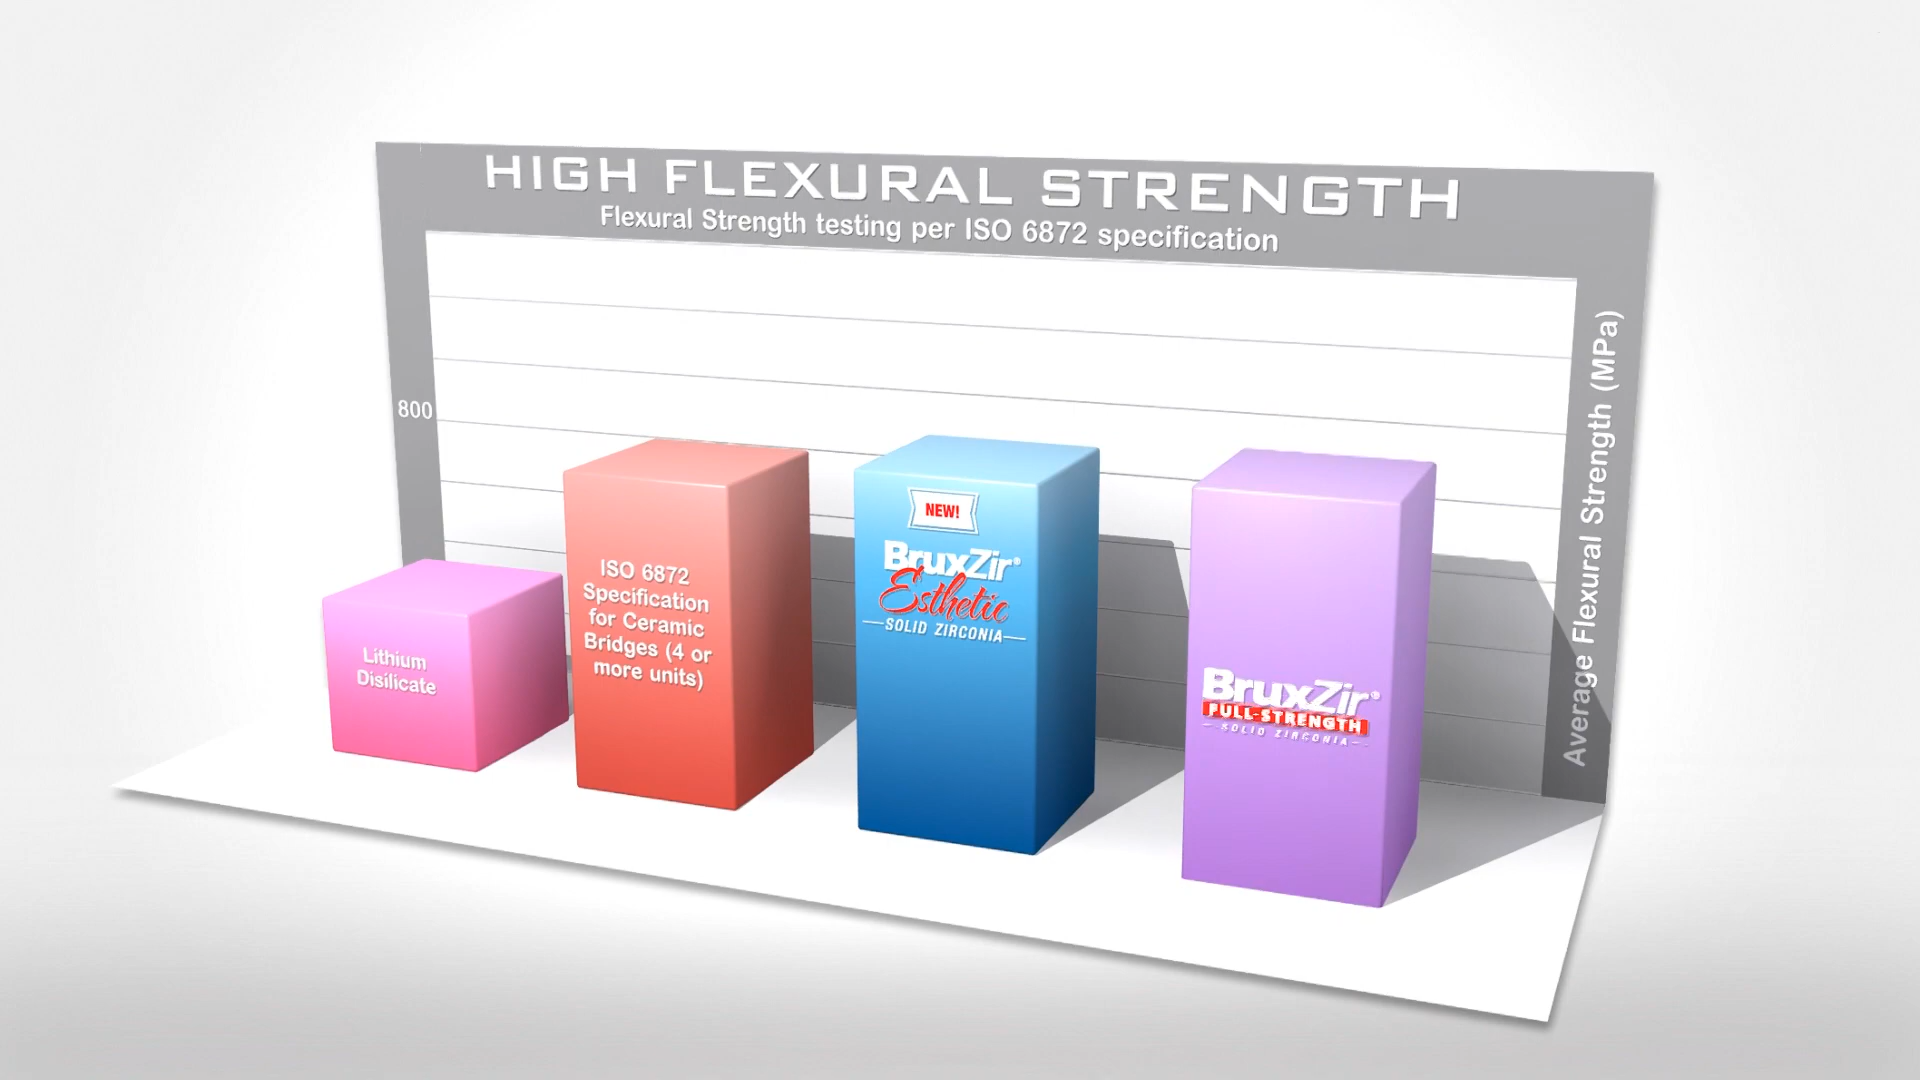 HIGH FLEXURAL STRENGTH
Flexural Strength testing per ISO 6872 specification
800
Average Flexural Strength (MPa)
Lithium
Disilicate
ISO 6872
Specification
for Ceramic
Bridges (4 or
more units)
NEW!
BruxZir®
Esthetic
SOLID ZIRCONIA
BruxZir®
FULL-STRENGTH
SOLID ZIRCONIA